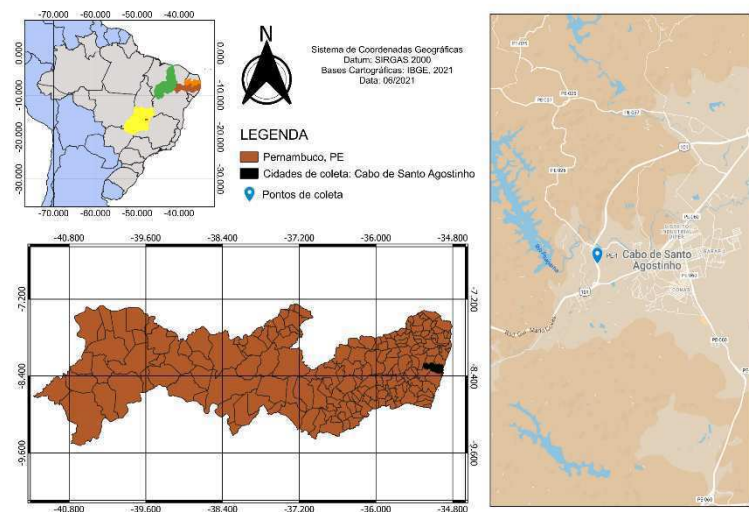 -70.000 -60.000 -50.000 -40.000
0.000
-10.000
-20.000
-30.000
0.000
-10.000
-20.000
-30.000
-70.000 -60.000 -50.000 -40.000
N
Sistema de Coordenadas Geográficas
Datum: SIRGAS 2000
Bases Cartográficas: IBGE, 2021
Data: 06/2021
LEGENDA
Pernambuco, PE
Cidades de coleta: Cabo de Santo Agostinho
Pontos de coleta
-40.800 -39.600 -38.400 -37.200 -36.000 -34.800
-7.200
-8.400
-9.600
-7.200
-8.400
-9.600
-40.800 -39.600 -38.400 -37.200 -36.000 -34.800
101
PE1
Cabo de Santo
Agostinho
101
PE 060